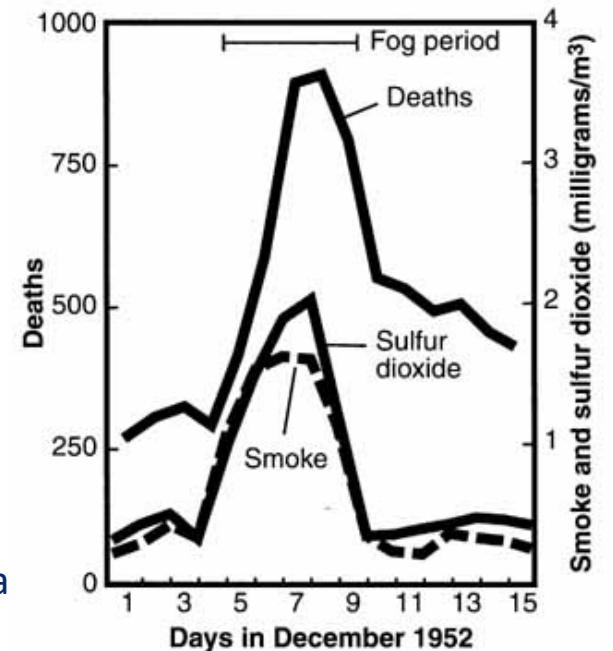 1000
750
500
250
0
Deaths
Fog period
Deaths
Sulfur
dioxide
Smoke
4
3
2
1
Smoke and sulfur dioxide (milligrams/m³)
1 3 5 7 9 11 13 15
Days in December 1952
a